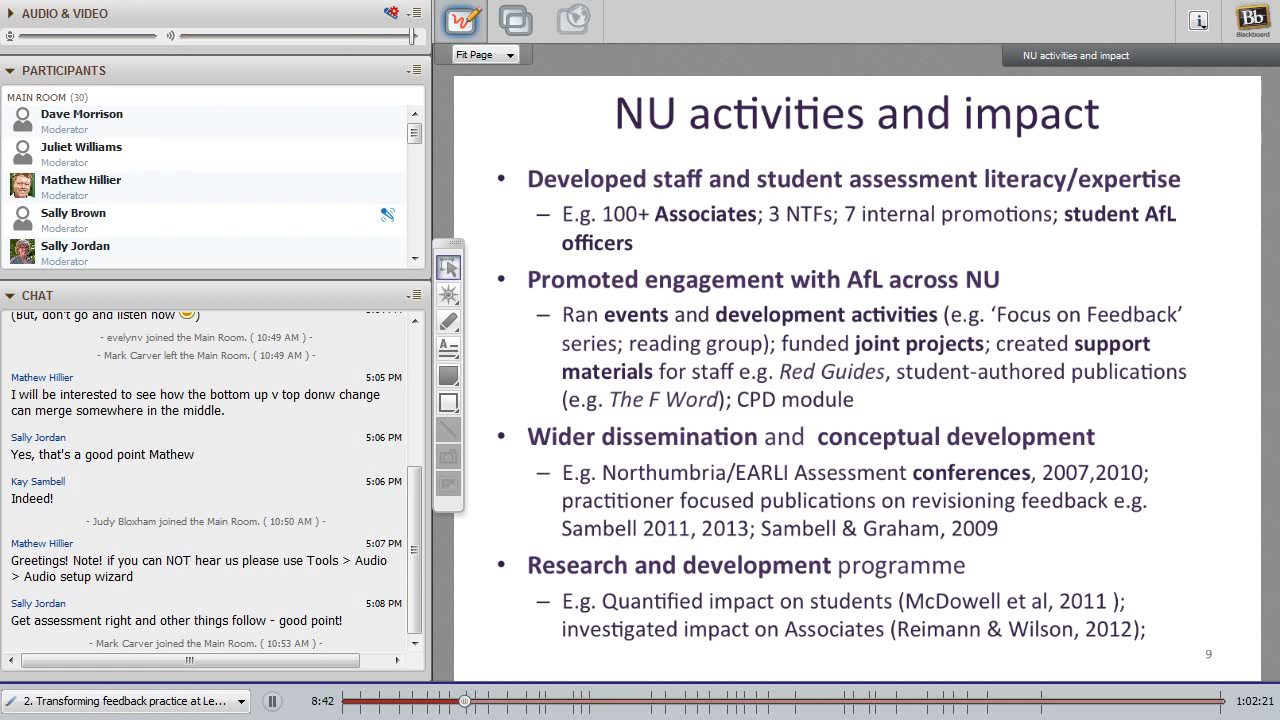 AUDIO & VIDEO
PARTICIPANTS
MAIN ROOM (30)
Dave Morrison
Moderator
Juliet Williams
Moderator
Mathew Hillier
Moderator
Sally Brown
Moderator
Sally Jordan
Moderator
CHAT
(But, don't go and listen now
- evelynv joined the Main Room. ( 10:49 AM ) -
- Mark Carver left the Main Room. ( 10:49 AM ) -
Mathew Hillier 5:05 PM
I will be interested to see how the bottom up v top donw change
can merge somewhere in the middle.
Sally Jordan 5:06 PM
Yes, that's a good point Mathew
Kay Sambell 5:06 PM
Indeed!
- Judy Bloxham joined the Main Room. ( 10:50 AM ) -
Mathew Hillier 5:07 PM
Greetings! Note! if you can NOT hear us please use Tools > Audio
> Audio setup wizard
Sally Jordan 5:08 PM
Get assessment right and other things follow - good point!
- Mark Carver joined the Main Room. ( 10:53 AM ) -
2. Transforming feedback practice at Le...
8:42
1:02:21
Fit Page
NU activities and impact
Bb
Blackboard
NU activities and impact
• Developed staff and student assessment literacy/expertise
– E.g. 100+ Associates; 3 NTFs; 7 internal promotions; student AfL
officers
• Promoted engagement with AfL across NU
– Ran events and development activities (e.g. ‘Focus on Feedback’
series; reading group); funded joint projects; created support
materials for staff e.g. Red Guides, student-authored publications
(e.g. The F Word); CPD module
• Wider dissemination and conceptual development
– E.g. Northumbria/EARLI Assessment conferences, 2007,2010;
practitioner focused publications on revisioning feedback e.g.
Sambell 2011, 2013; Sambell & Graham, 2009
• Research and development programme
– E.g. Quantified impact on students (McDowell et al, 2011 );
investigated impact on Associates (Reimann & Wilson, 2012);
9